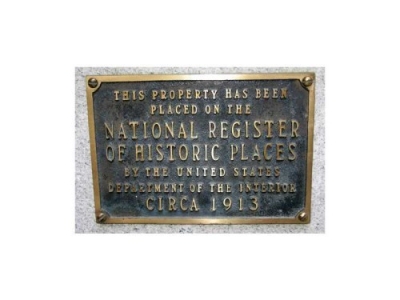 THIS PROPERTY HAS BEEN
PLACED ON THE
NATIONAL REGISTER
OF HISTORIC PLACES
BY THE UNITED STATES
DEPARTMENT OF THE INTERIOR
CIRCA 1913